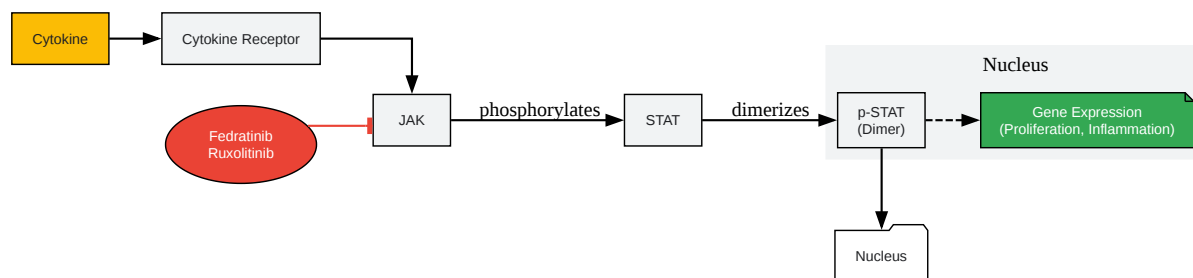 Cytokine
Cytokine Receptor
Nucleus
Fedratinib
Ruxolitinib
JAK
phosphorylates
STAT
dimerizes
p-STAT
(Dimer)
Gene Expression
(Proliferation, Inflammation)
Nucleus